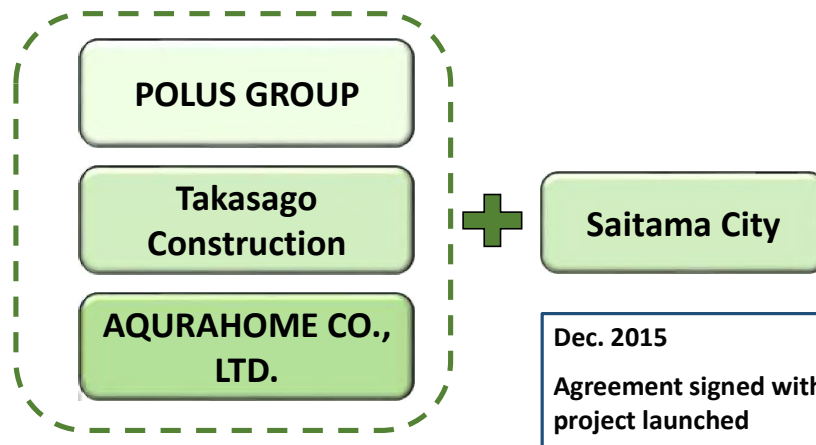 POLUS GROUP
Takasago
Construction
AQURAHOME CO.,
LTD.
Saitama City
Dec. 2015
Agreement signed with
project launched